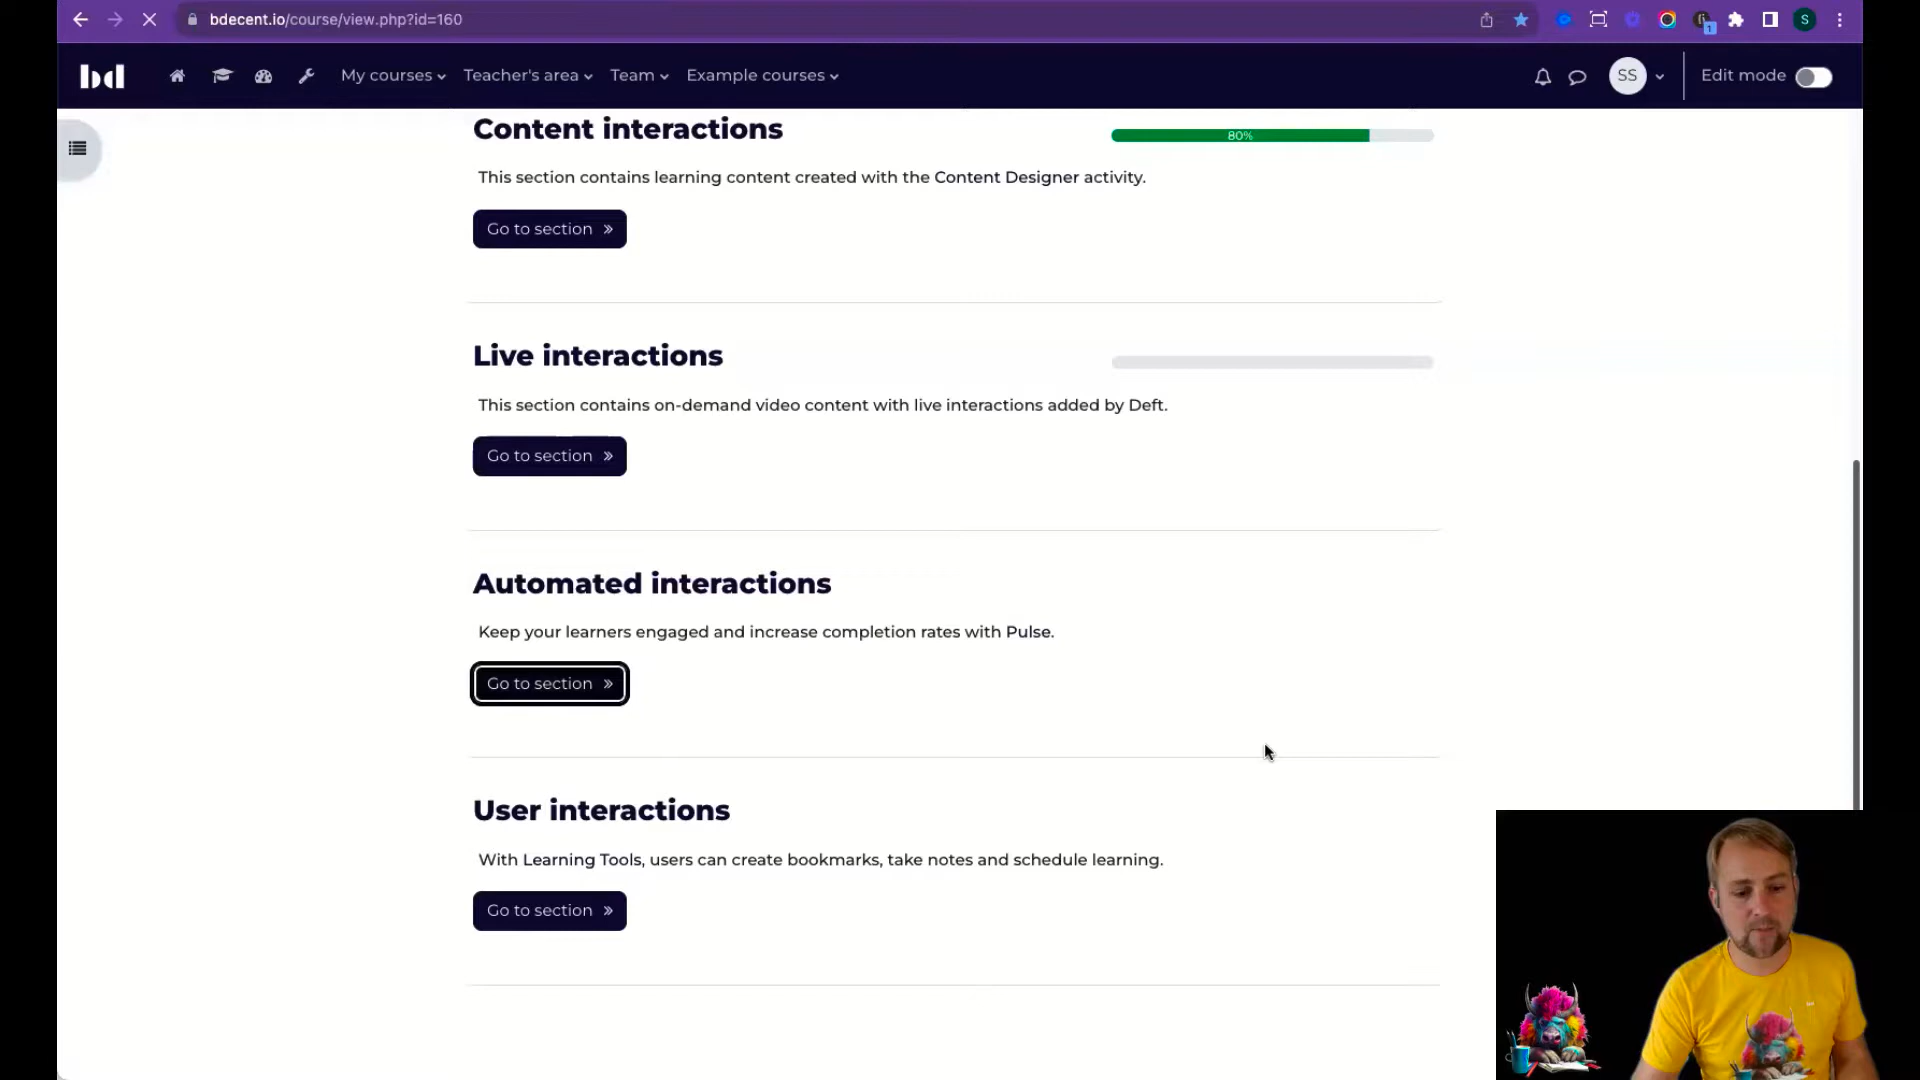 bdecent.io/course/view.php?id=160
1
S
bd
My courses
Teacher's area
Team
Example courses
SS
Edit mode
Content interactions
80%
This section contains learning content created with the Content Designer activity.
Go to section »
Live interactions
This section contains on-demand video content with live interactions added by Deft.
Go to section »
Automated interactions
Keep your learners engaged and increase completion rates with Pulse.
Go to section »
User interactions
With Learning Tools, users can create bookmarks, take notes and schedule learning.
Go to section »